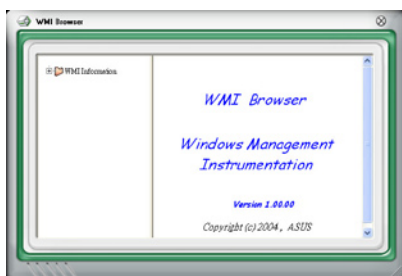 WMI Browser
WMI Information
WMI Browser
Windows Management
Instrumentation
Version 1.00.00
Copyright (c) 2004, ASUS